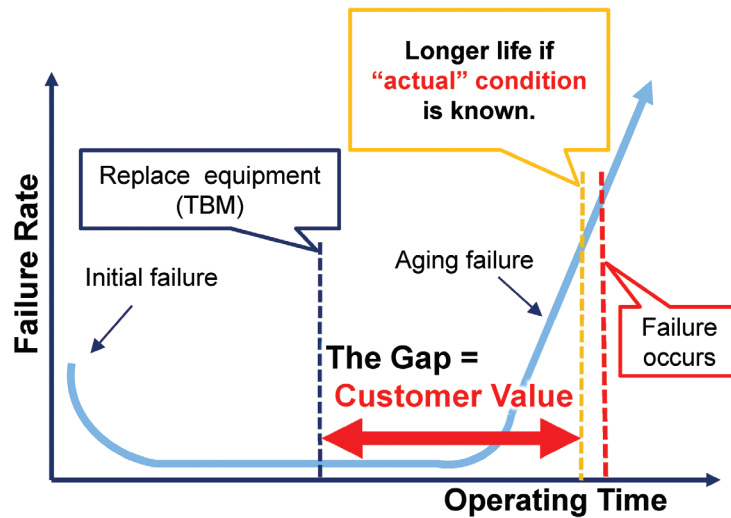 Longer life if
“actual” condition
is known.
Replace equipment
(TBM)
Failure Rate
Initial failure
Aging failure
The Gap =
Customer Value
Failure
occurs
Operating Time